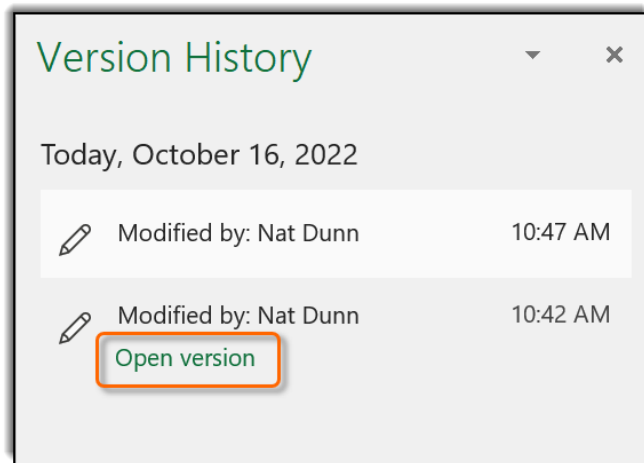 Version History
Today, October 16, 2022
Modified by: Nat Dunn 10:47 AM
Modified by: Nat Dunn 10:42 AM
Open version